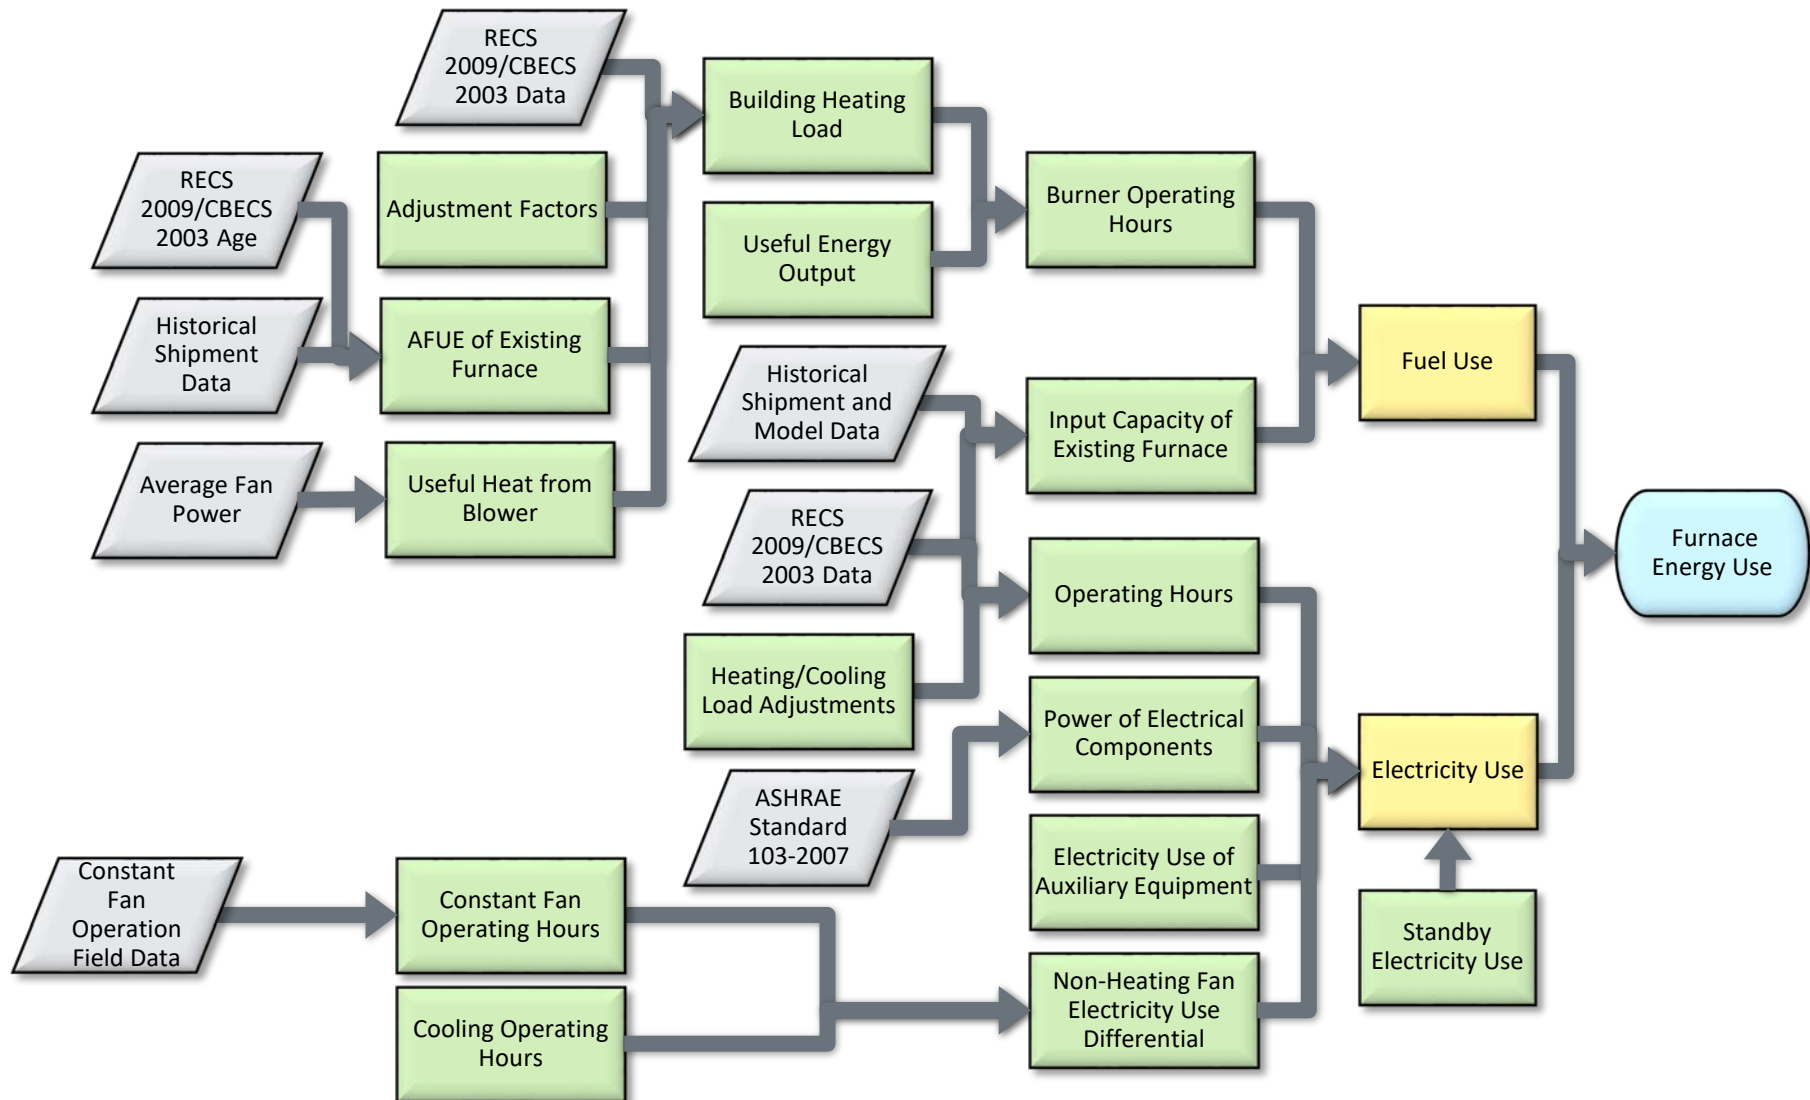 RECS
2009/CBECS
2003 Data
Building Heating
Load
RECS
2009/CBECS
2003 Age
Adjustment Factors
Burner Operating
Hours
Useful Energy
Output
Historical
Shipment
Data
AFUE of Existing
Furnace
Fuel Use
Historical
Shipment and
Model Data
Input Capacity of
Existing Furnace
Average Fan
Power
Useful Heat from
Blower
RECS
2009/CBECS
2003 Data
Furnace
Energy Use
Operating Hours
Heating/Cooling
Load Adjustments
Power of Electrical
Components
Electricity Use
ASHRAE
Standard
103-2007
Electricity Use of
Auxiliary Equipment
Constant
Fan
Operation
Field Data
Constant Fan
Operating Hours
Standby
Electricity Use
Non-Heating Fan
Electricity Use
Differential
Cooling Operating
Hours